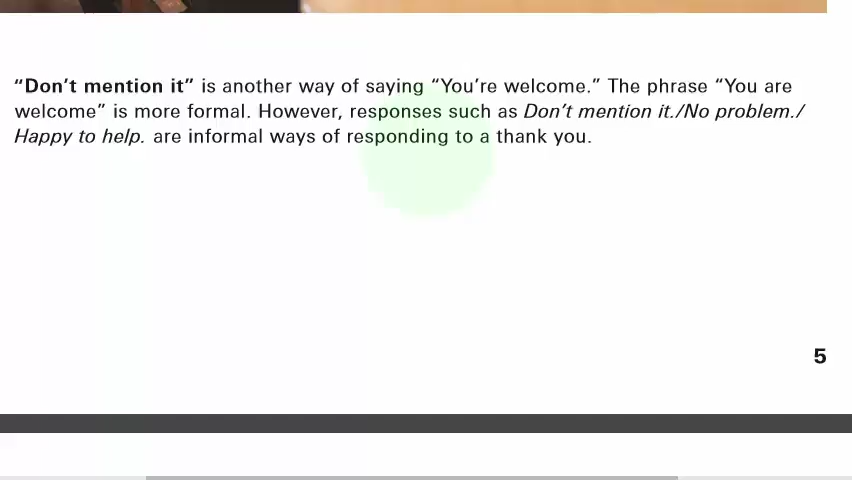 “Don’t mention it” is another way of saying “You’re welcome.” The phrase “You are
welcome” is more formal. However, responses such as Don’t mention it./No problem./
Happy to help. are informal ways of responding to a thank you.
5